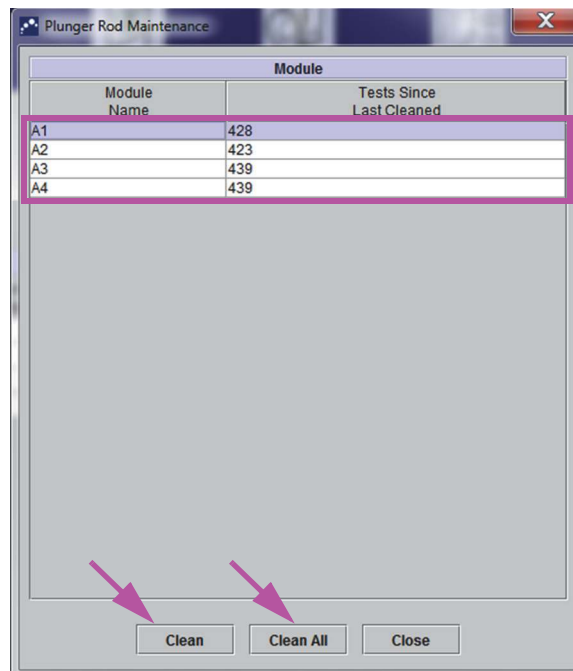 Plunger Rod Maintenance
X
Module
Module Name
Tests Since Last Cleaned
A1 428
A2 423
A3 439
A4 439
Clean Clean All Close